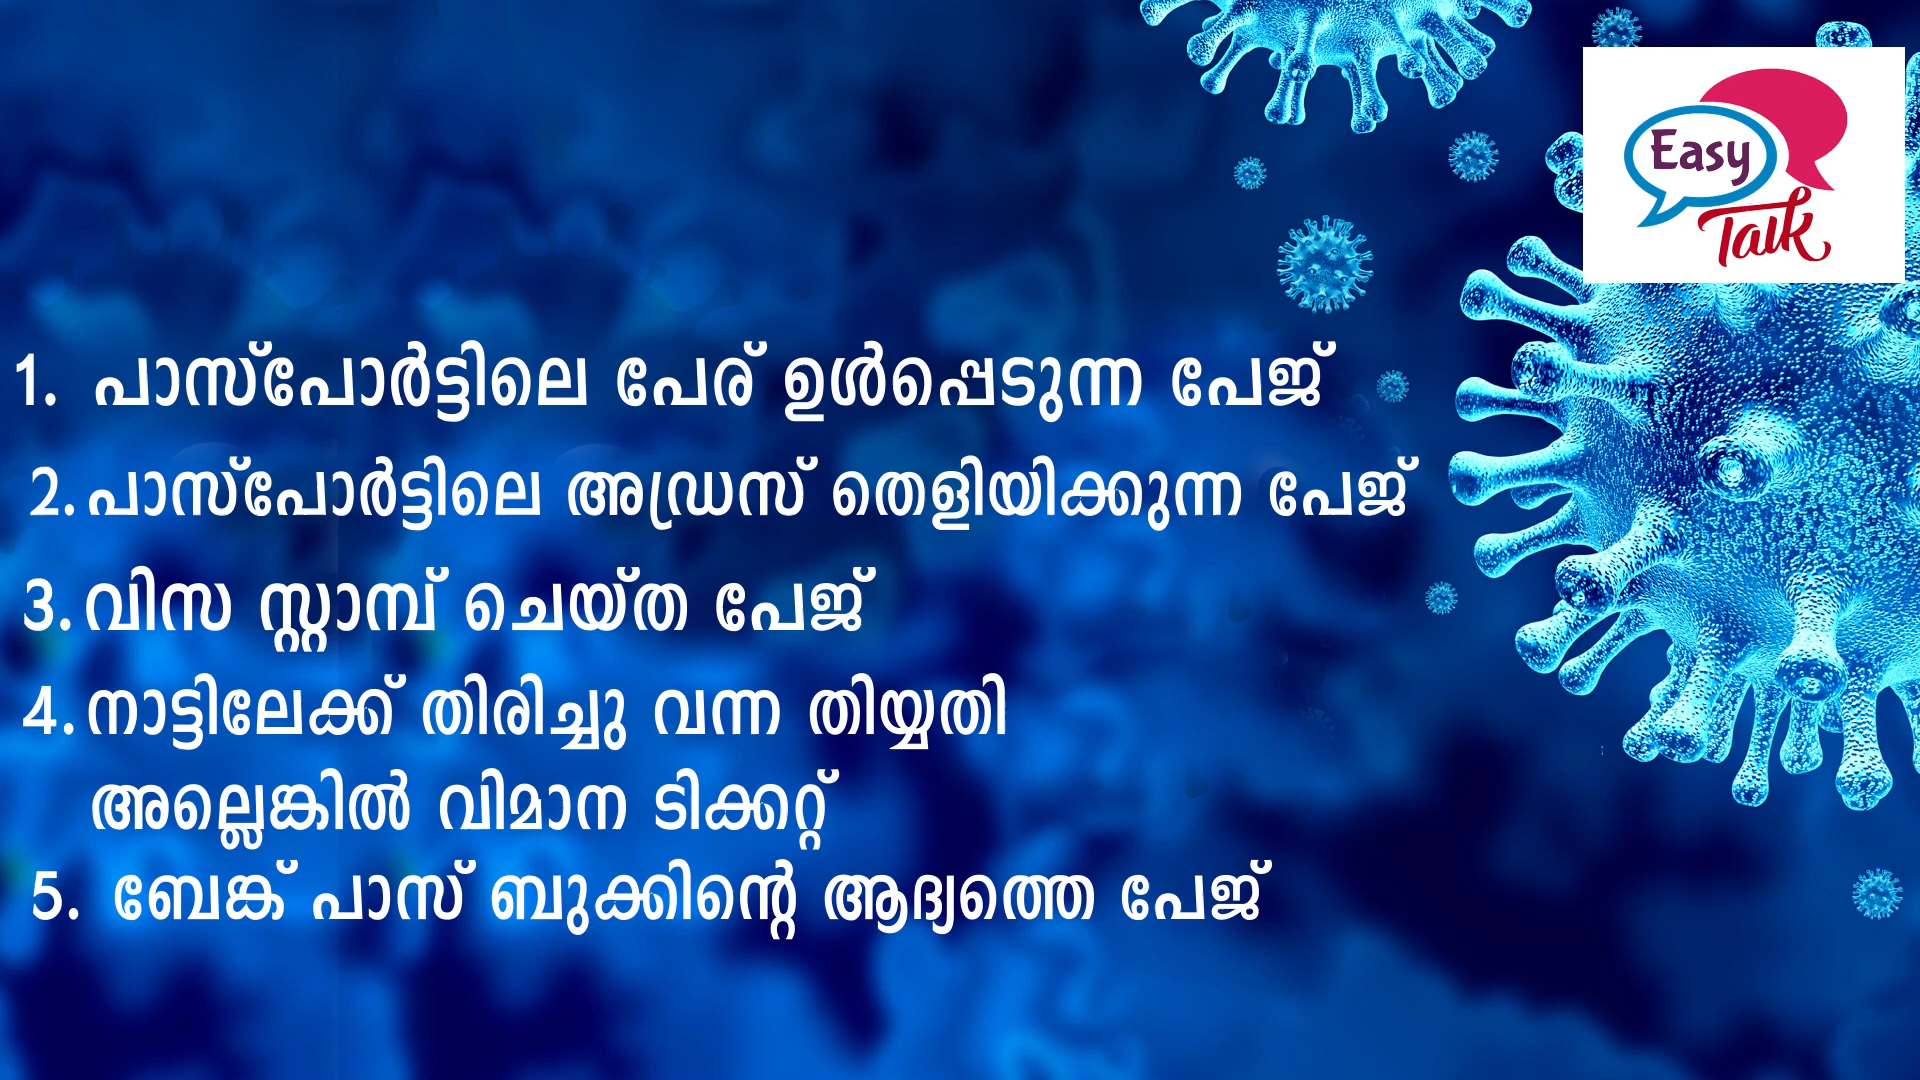 Easy
Talk
1. പാസ്പോർട്ടിലെ പേര് ഉൾപ്പെടുന്ന പേജ്
2. പാസ്പോർട്ടിലെ അഡ്രസ് തെളിയിക്കുന്ന പേജ്
3. വിസ സ്റ്റാമ്പ് ചെയ്ത പേജ്
4. നാട്ടിലേക്ക് തിരിച്ചു വന്ന തിയ്യതി
അല്ലെങ്കിൽ വിമാന ടിക്കറ്റ്
5. ബേങ്ക് പാസ് ബുക്കിന്റെ ആദ്യത്തെ പേജ്